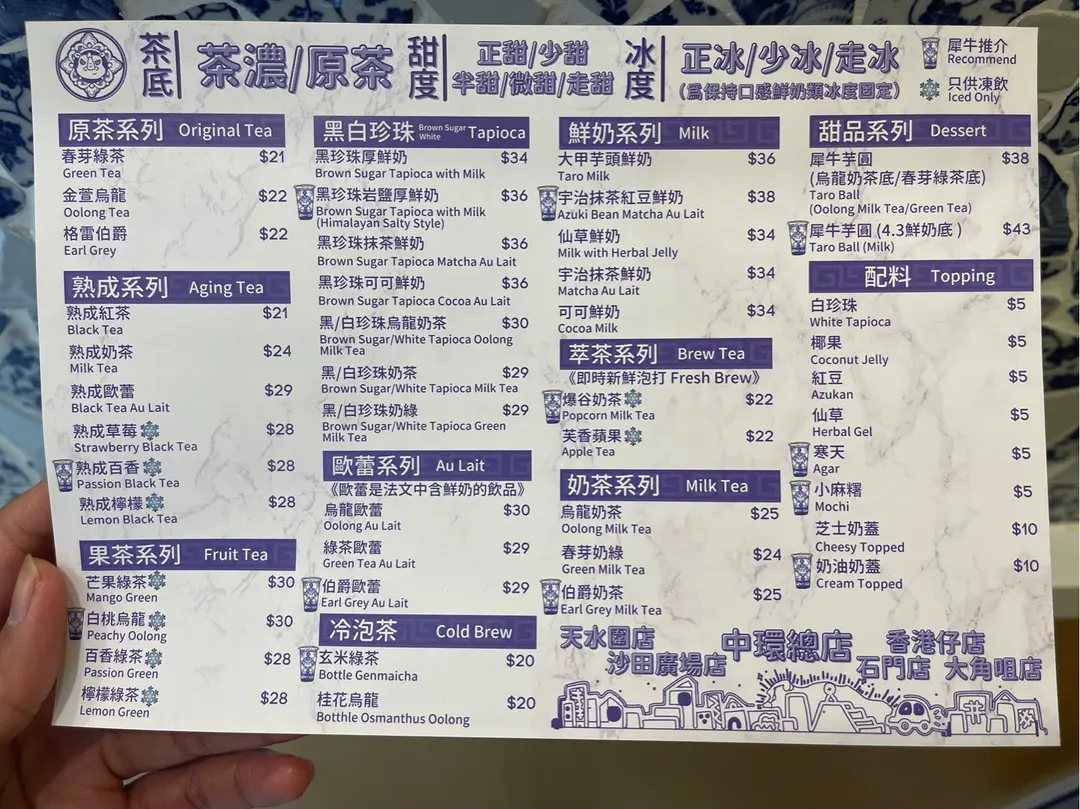 茶底
茶濃/原茶
甜度
正甜/少甜
半甜/微甜/走甜
冰度
正冰/少冰/走冰
(為保持口感鮮奶類冰度固定)
犀牛推介
Recommend
只供凍飲
Iced Only
原茶系列 Original Tea
春芽綠茶 $21
Green Tea
金萱烏龍 $22
Oolong Tea
格雷伯爵 $22
Earl Grey
熟成系列 Aging Tea
熟成紅茶 $21
Black Tea
熟成奶茶 $24
Milk Tea
熟成歐蕾 $29
Black Tea Au Lait
熟成草莓 $28
Strawberry Black Tea
熟成百香 $28
Passion Black Tea
熟成檸檬 $28
Lemon Black Tea
果茶系列 Fruit Tea
芒果綠茶 $30
Mango Green
白桃烏龍 $30
Peachy Oolong
百香綠茶 $28
Passion Green
檸檬綠茶 $28
Lemon Green
黑白珍珠 Brown Sugar White Tapioca
黑珍珠厚鮮奶 $34
Brown Sugar Tapioca with Milk
黑珍珠岩鹽厚鮮奶 $36
Brown Sugar Tapioca with Milk
(Himalayan Salty Style)
黑珍珠抹茶鮮奶 $36
Brown Sugar Tapioca Matcha Au Lait
黑珍珠可可鮮奶 $36
Brown Sugar Tapioca Cocoa Au Lait
黑/白珍珠烏龍奶茶 $30
Brown Sugar/White Tapioca Oolong
Milk Tea
黑/白珍珠奶茶 $29
Brown Sugar/White Tapioca Milk Tea
黑/白珍珠奶綠 $29
Brown Sugar/White Tapioca Green
Milk Tea
歐蕾系列 Au Lait
《歐蕾是法文中含鮮奶的飲品》
烏龍歐蕾 $30
Oolong Au Lait
綠茶歐蕾 $29
Green Tea Au Lait
伯爵歐蕾 $29
Earl Grey Au Lait
冷泡茶 Cold Brew
玄米綠茶 $20
Bottle Genmaicha
桂花烏龍 $20
Botthle Osmanthus Oolong
鮮奶系列 Milk
大甲芋頭鮮奶 $36
Taro Milk
宇治抹茶紅豆鮮奶 $38
Azuki Bean Matcha Au Lait
仙草鮮奶 $34
Milk with Herbal Jelly
宇治抹茶鮮奶 $34
Matcha Au Lait
可可鮮奶 $34
Cocoa Milk
萃茶系列 Brew Tea
《即時新鮮泡打 Fresh Brew》
爆谷奶茶 $22
Popcorn Milk Tea
芙香蘋果 $22
Apple Tea
奶茶系列 Milk Tea
烏龍奶茶 $25
Oolong Milk Tea
春芽奶綠 $24
Green Milk Tea
伯爵奶茶 $25
Earl Grey Milk Tea
甜品系列 Dessert
犀牛芋圓 $38
(烏龍奶茶底/春芽綠茶底)
Taro Ball
(Oolong Milk Tea/Green Tea)
犀牛芋圓 (4.3鮮奶底 ) $43
Taro Ball (Milk)
配料 Topping
白珍珠 $5
White Tapioca
椰果 $5
Coconut Jelly
紅豆 $5
Azukan
仙草 $5
Herbal Gel
寒天 $5
Agar
小麻糬 $5
Mochi
芝士奶蓋 $10
Cheesy Topped
奶油奶蓋 $10
Cream Topped
天水圍店
沙田廣場店
中環總店
香港仔店
石門店 大角咀店